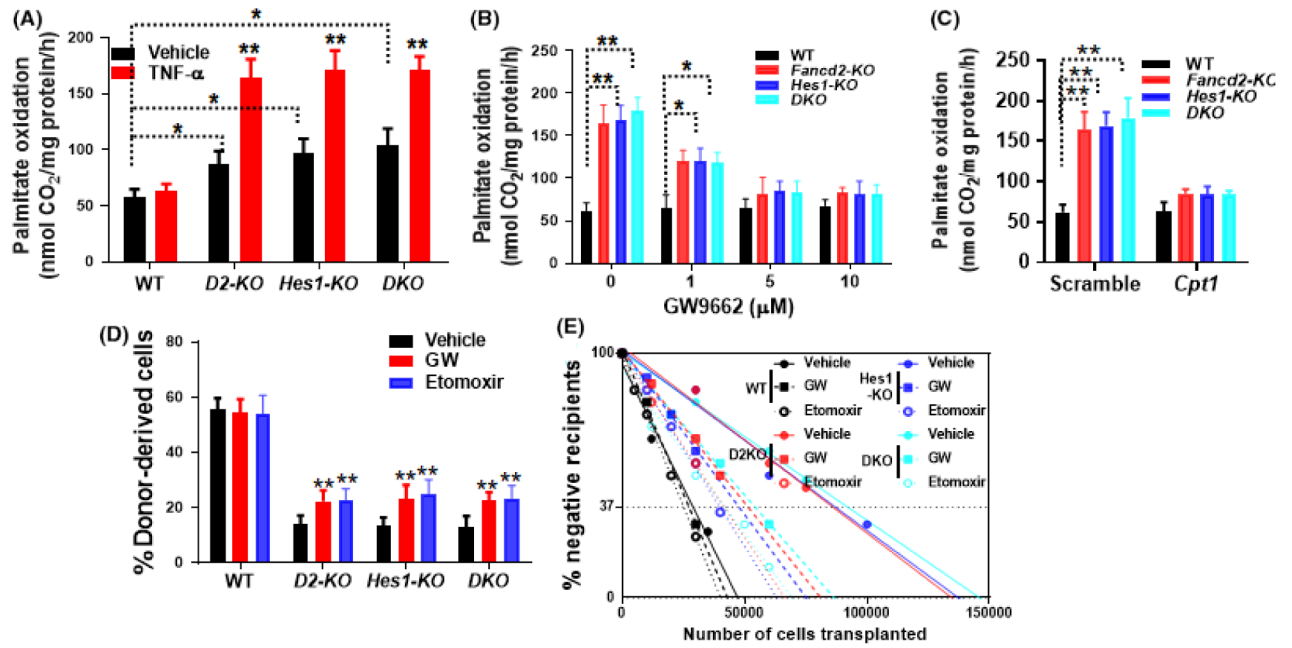 (A)
Palmitate oxidation
(nmol CO2/mg protein/h)
200
150
100
50
0
Vehicle
TNF-α
*
*
*
**
**
**
WT
D2-KO
Hes1-KO
DKO
(B)
Palmitate oxidation
(nmol CO2/mg protein/h)
250
200
150
100
50
0
WT
Fancd2-KO
Hes1-KO
DKO
**
**
*
*
0
1
5
10
GW9662 (µM)
(C)
Palmitate oxidation
(nmol CO2/mg protein/h)
250
200
150
100
50
0
WT
Fancd2-KO
Hes1-KO
DKO
**
**
**
Scramble
Cpt1
(D)
% Donor-derived cells
80
60
40
20
0
Vehicle
GW
Etomoxir
** **
** **
** **
WT
D2-KO
Hes1-KO
DKO
(E)
% negative recipients
100
37
0
WT
Vehicle
GW
Etomoxir
Hes1
-KO
Vehicle
GW
Etomoxir
D2KO
Vehicle
GW
Etomoxir
DKO
Vehicle
GW
Etomoxir
0
50000
100000
150000
Number of cells transplanted